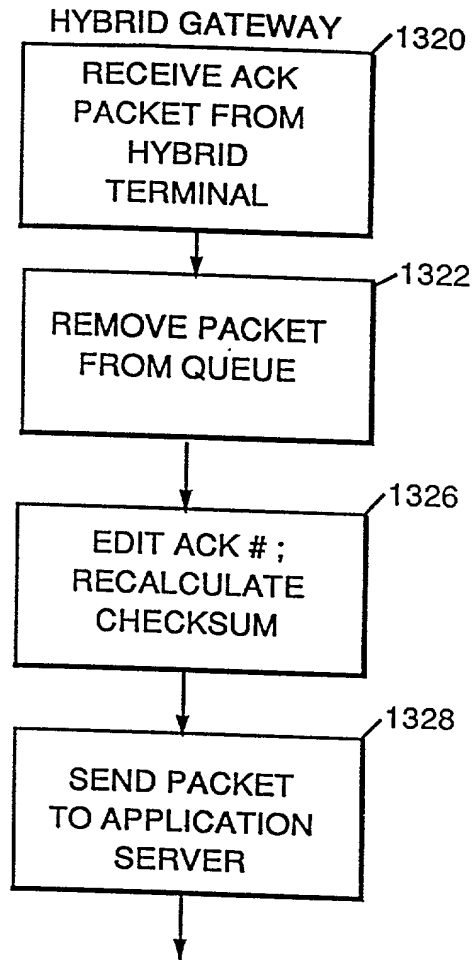 HYBRID GATEWAY
1320
RECEIVE ACK
PACKET FROM
HYBRID
TERMINAL
1322
REMOVE PACKET
FROM QUEUE
1326
EDIT ACK # ;
RECALCULATE
CHECKSUM
1328
SEND PACKET
TO APPLICATION
SERVER